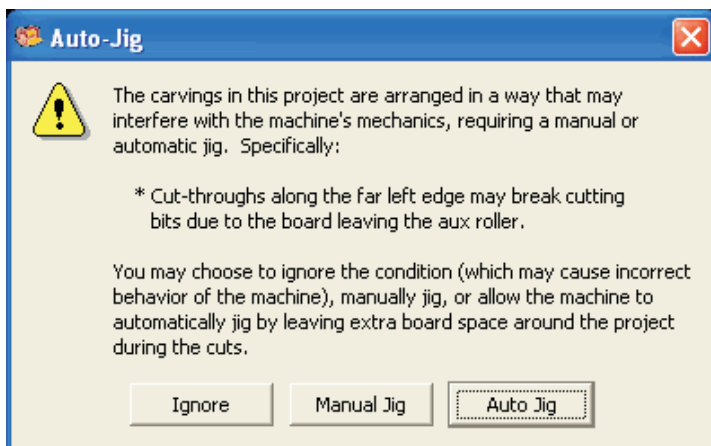 Auto-Jig
The carvings in this project are arranged in a way that may
interfere with the machine's mechanics, requiring a manual or
automatic jig.  Specifically:
* Cut-throughs along the far left edge may break cutting
bits due to the board leaving the aux roller.
You may choose to ignore the condition (which may cause incorrect
behavior of the machine), manually jig, or allow the machine to
automatically jig by leaving extra board space around the project
during the cuts.
Ignore
Manual Jig
Auto Jig